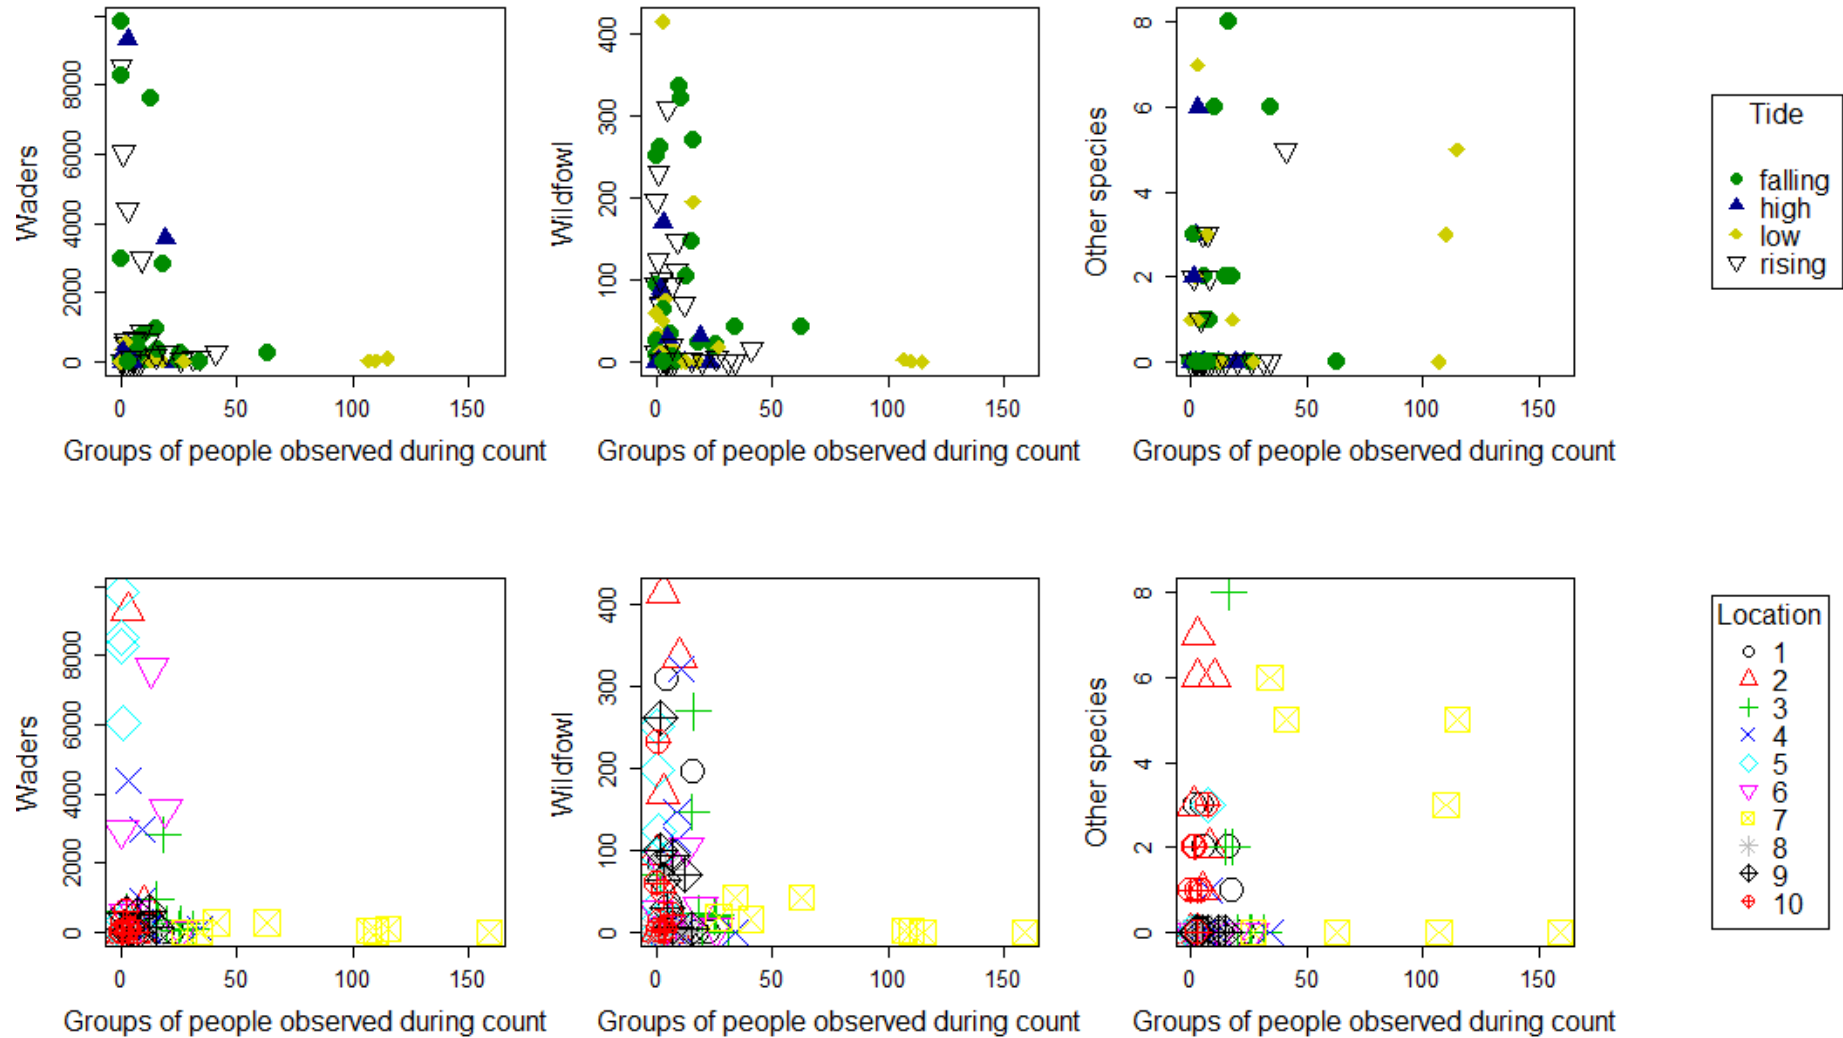 Waders
0 2000 4000 6000 8000
0 50 100 150
Groups of people observed during count
Wildfowl
0 100 200 300 400
0 50 100 150
Groups of people observed during count
Other species
0 2 4 6 8
0 50 100 150
Groups of people observed during count
Tide
falling
high
low
rising
Waders
0 2000 4000 6000 8000
0 50 100 150
Groups of people observed during count
Wildfowl
0 100 200 300 400
0 50 100 150
Groups of people observed during count
Other species
0 2 4 6 8
0 50 100 150
Groups of people observed during count
Location
1
2
3
4
5
6
7
8
9
10